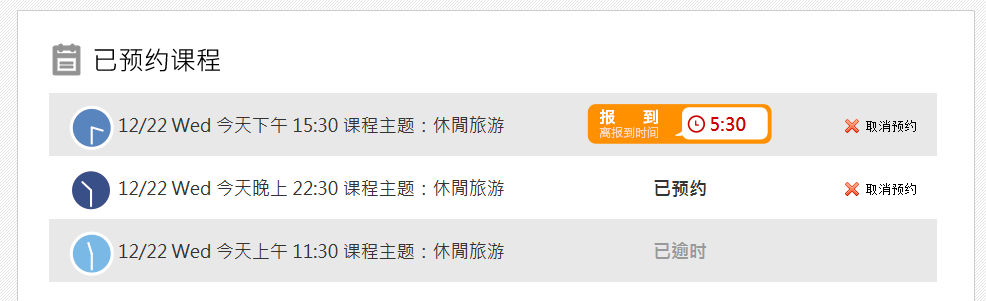 已预约课程
12/22 Wed 今天下午 15:30 课程主题：休閒旅游 报 到 5:30 取消预约
离报到时间
12/22 Wed 今天晚上 22:30 课程主题：休閒旅游 已预约 取消预约
12/22 Wed 今天上午 11:30 课程主题：休閒旅游 已逾时